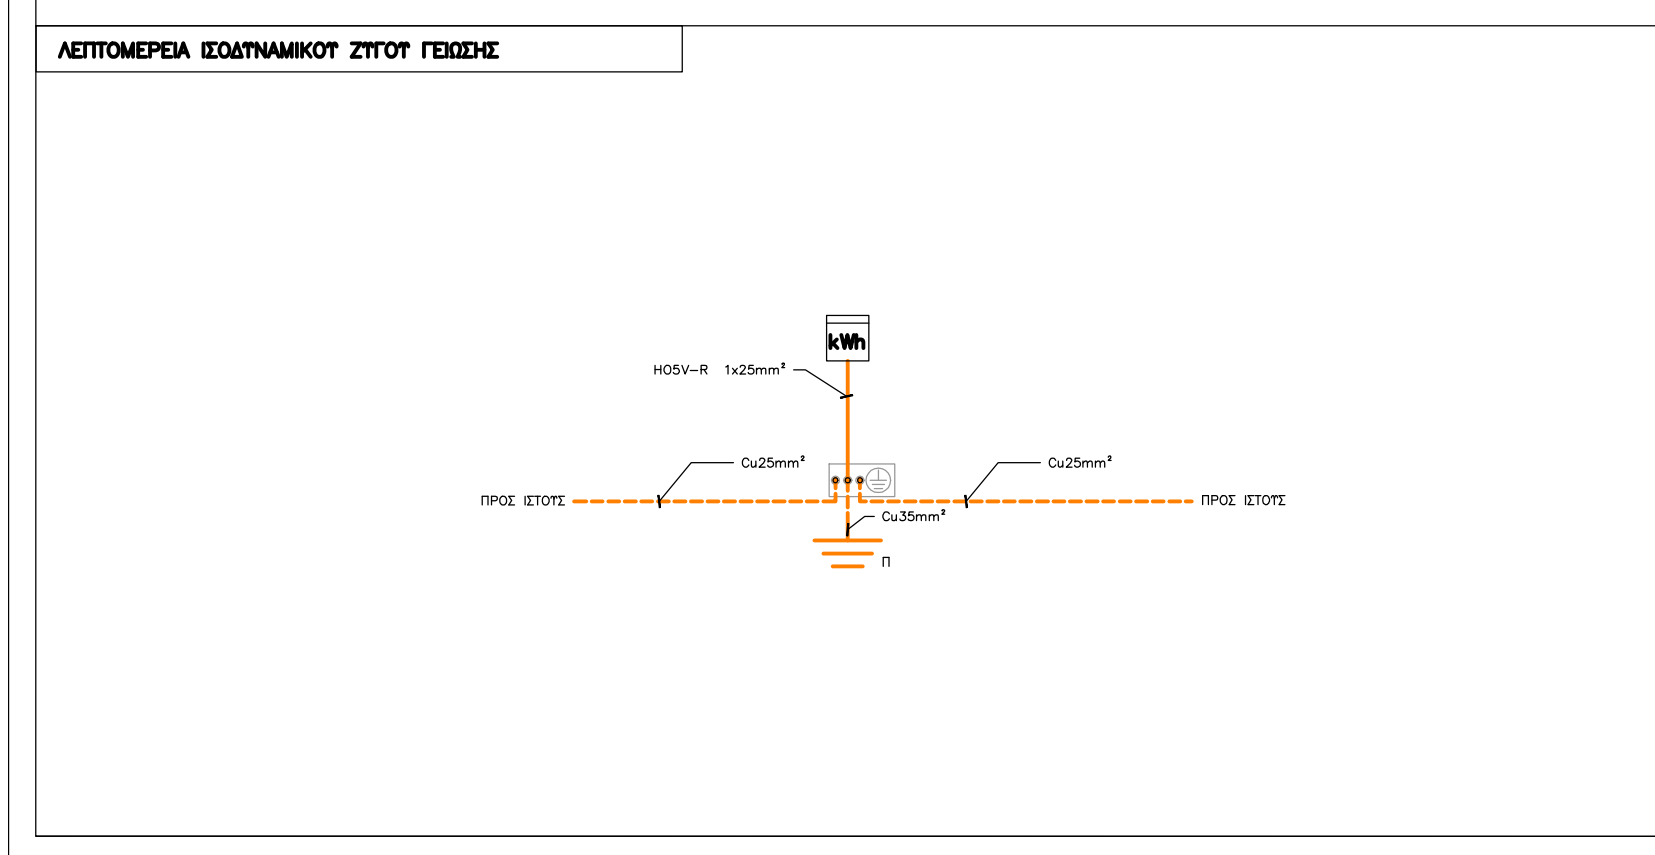 ΛΕΠΤΟΜΕΡΕΙΑ ΙΣΟΔΥΝΑΜΙΚΟΥ ΖΥΓΟΥ ΓΕΙΩΣΗΣ
kWh
H05V-R 1x25mm²
Cu25mm²
Cu25mm²
ΠΡΟΣ ΙΣΤΟΥΣ
ΠΡΟΣ ΙΣΤΟΥΣ
Cu35mm²
Π